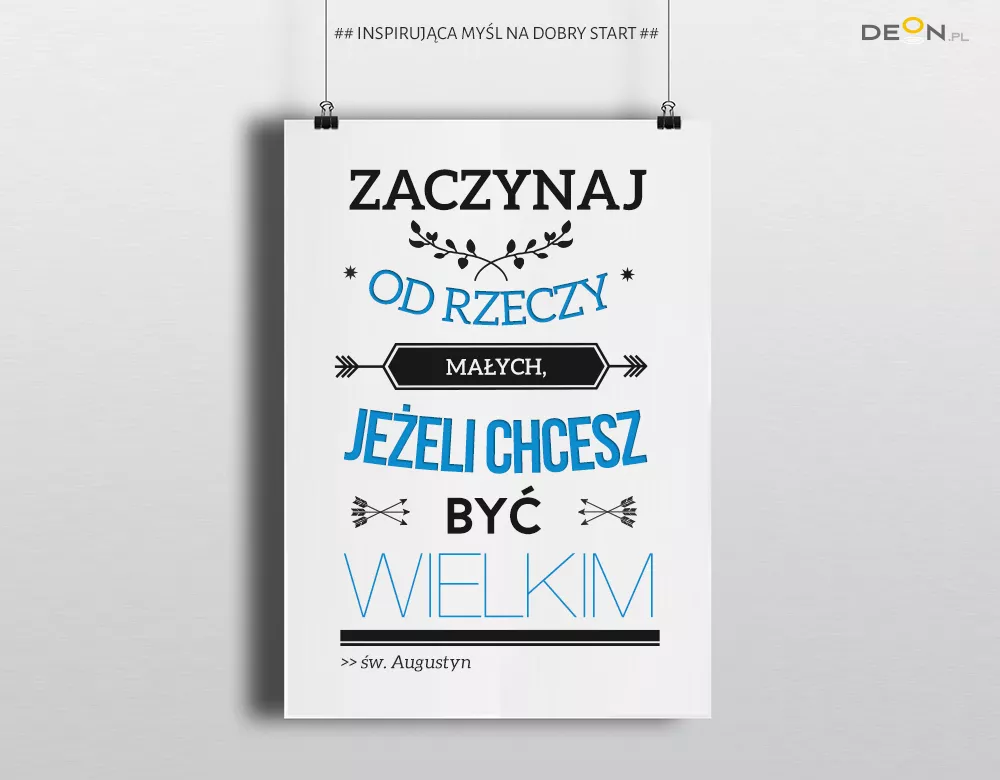 ## INSPIRUJĄCA MYŚL NA DOBRY START ##
DEON.PL
ZACZYNAJ
OD RZECZY
MAŁYCH,
JEŻELI CHCESZ
BYĆ
WIELKIM
>> św. Augustyn